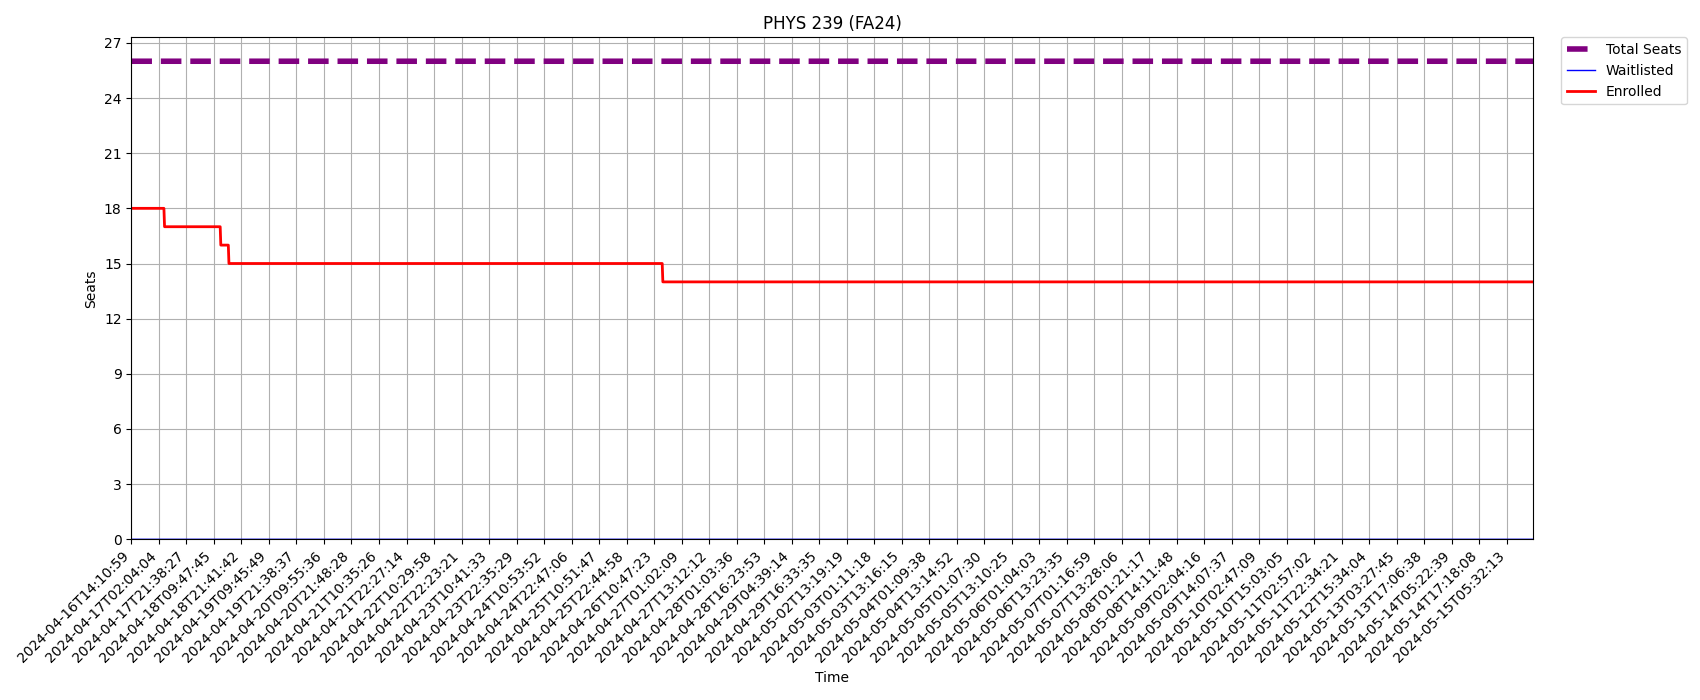 PHYS 239 (FA24)
Total Seats
Waitlisted
Enrolled
27
24
21
18
15
12
9
6
3
0
Seats
2024-04-16T14:10:59
2024-04-17T02:04:04
2024-04-17T21:38:27
2024-04-18T09:47:45
2024-04-18T21:41:42
2024-04-19T09:45:49
2024-04-19T21:38:37
2024-04-20T09:55:36
2024-04-20T21:48:28
2024-04-21T10:35:26
2024-04-21T22:27:14
2024-04-22T10:29:58
2024-04-22T22:23:21
2024-04-23T10:41:33
2024-04-23T22:35:29
2024-04-24T10:53:52
2024-04-24T22:47:06
2024-04-25T10:51:47
2024-04-25T22:44:58
2024-04-26T10:47:23
2024-04-27T01:02:09
2024-04-27T13:12:12
2024-04-28T01:03:36
2024-04-28T16:23:53
2024-04-29T04:39:14
2024-04-29T16:33:35
2024-05-02T13:19:19
2024-05-03T01:11:18
2024-05-03T13:16:15
2024-05-04T01:09:38
2024-05-04T13:14:52
2024-05-05T01:07:30
2024-05-05T13:10:25
2024-05-06T01:04:03
2024-05-06T13:23:35
2024-05-07T01:16:59
2024-05-07T13:28:06
2024-05-08T01:21:17
2024-05-08T14:11:48
2024-05-09T02:04:16
2024-05-09T14:07:37
2024-05-10T02:47:09
2024-05-10T15:03:05
2024-05-11T02:57:02
2024-05-11T22:34:21
2024-05-12T15:34:04
2024-05-13T03:27:45
2024-05-13T17:06:38
2024-05-14T05:22:39
2024-05-14T17:18:08
2024-05-15T05:32:13
Time